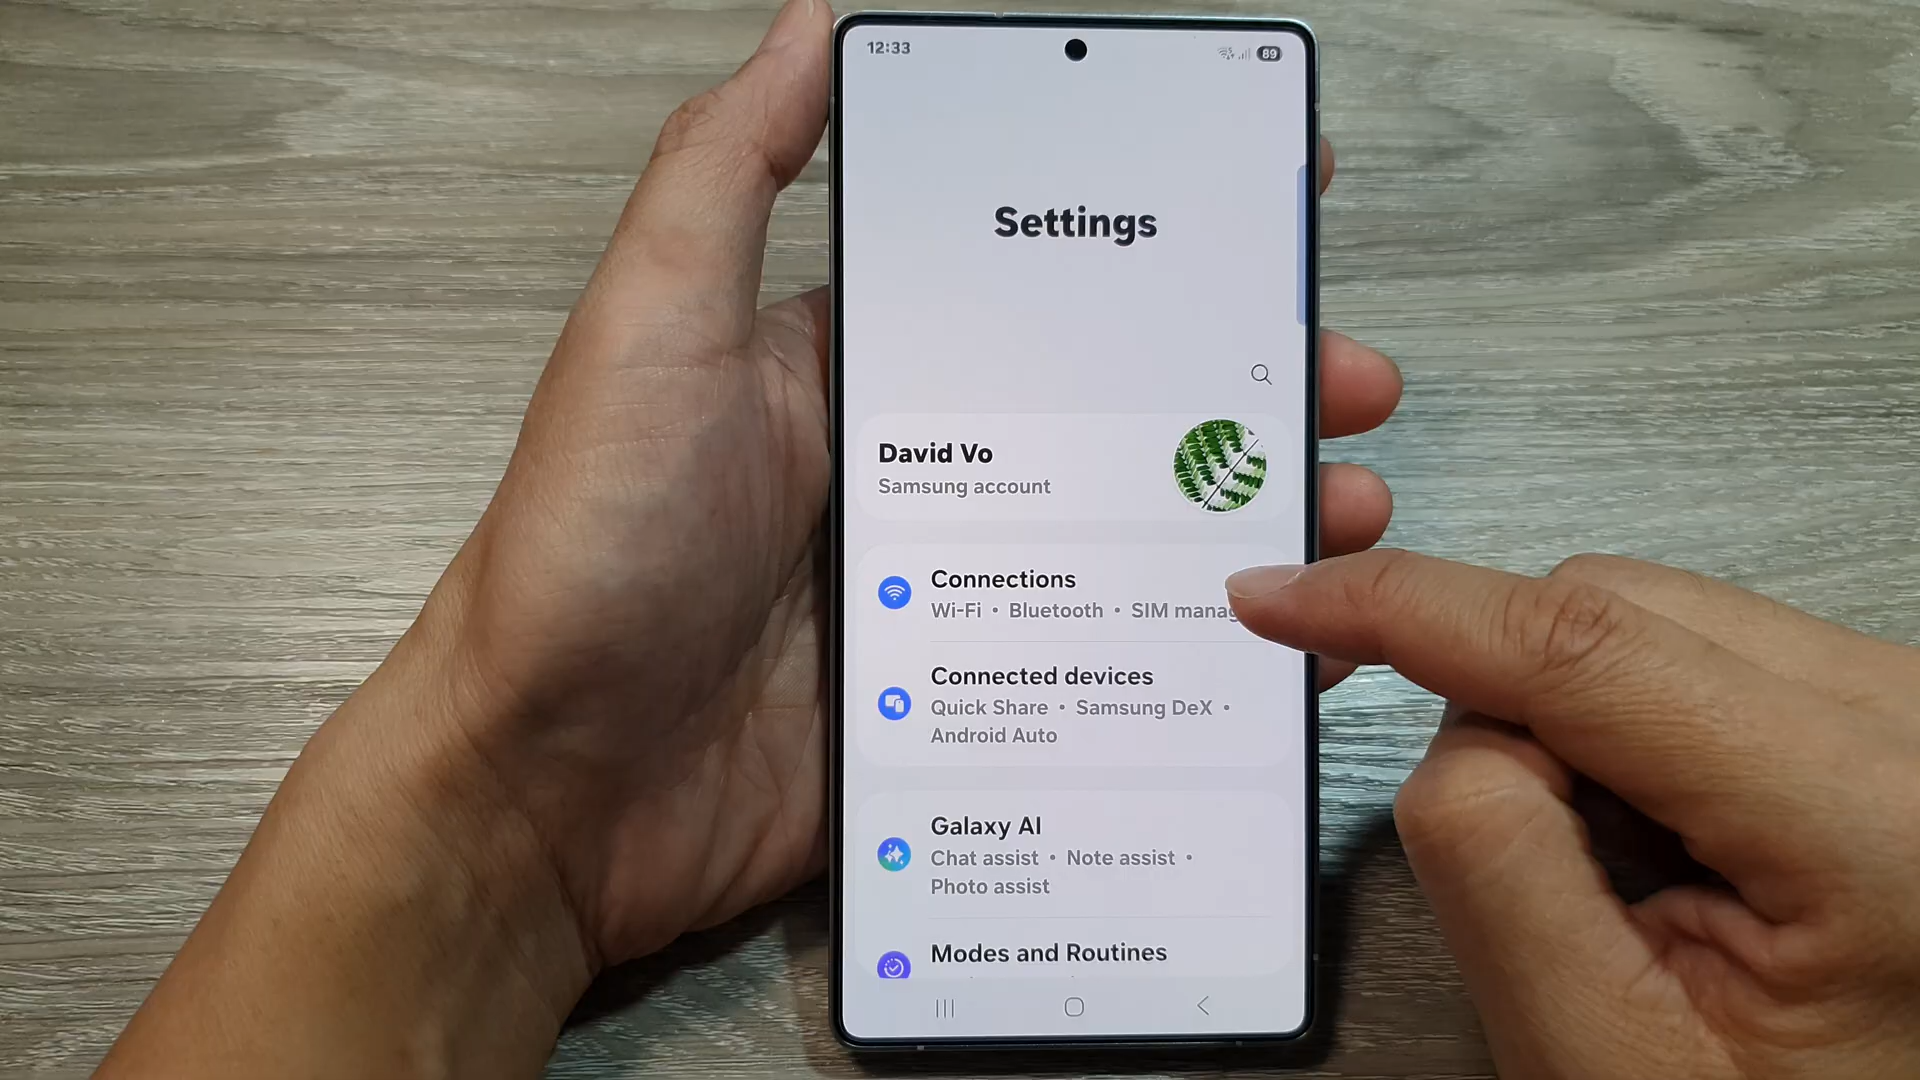 12:33
89
Settings
David Vo
Samsung account
Connections
Wi-Fi • Bluetooth • SIM manag
Connected devices
Quick Share • Samsung DeX •
Android Auto
Galaxy AI
Chat assist • Note assist •
Photo assist
Modes and Routines